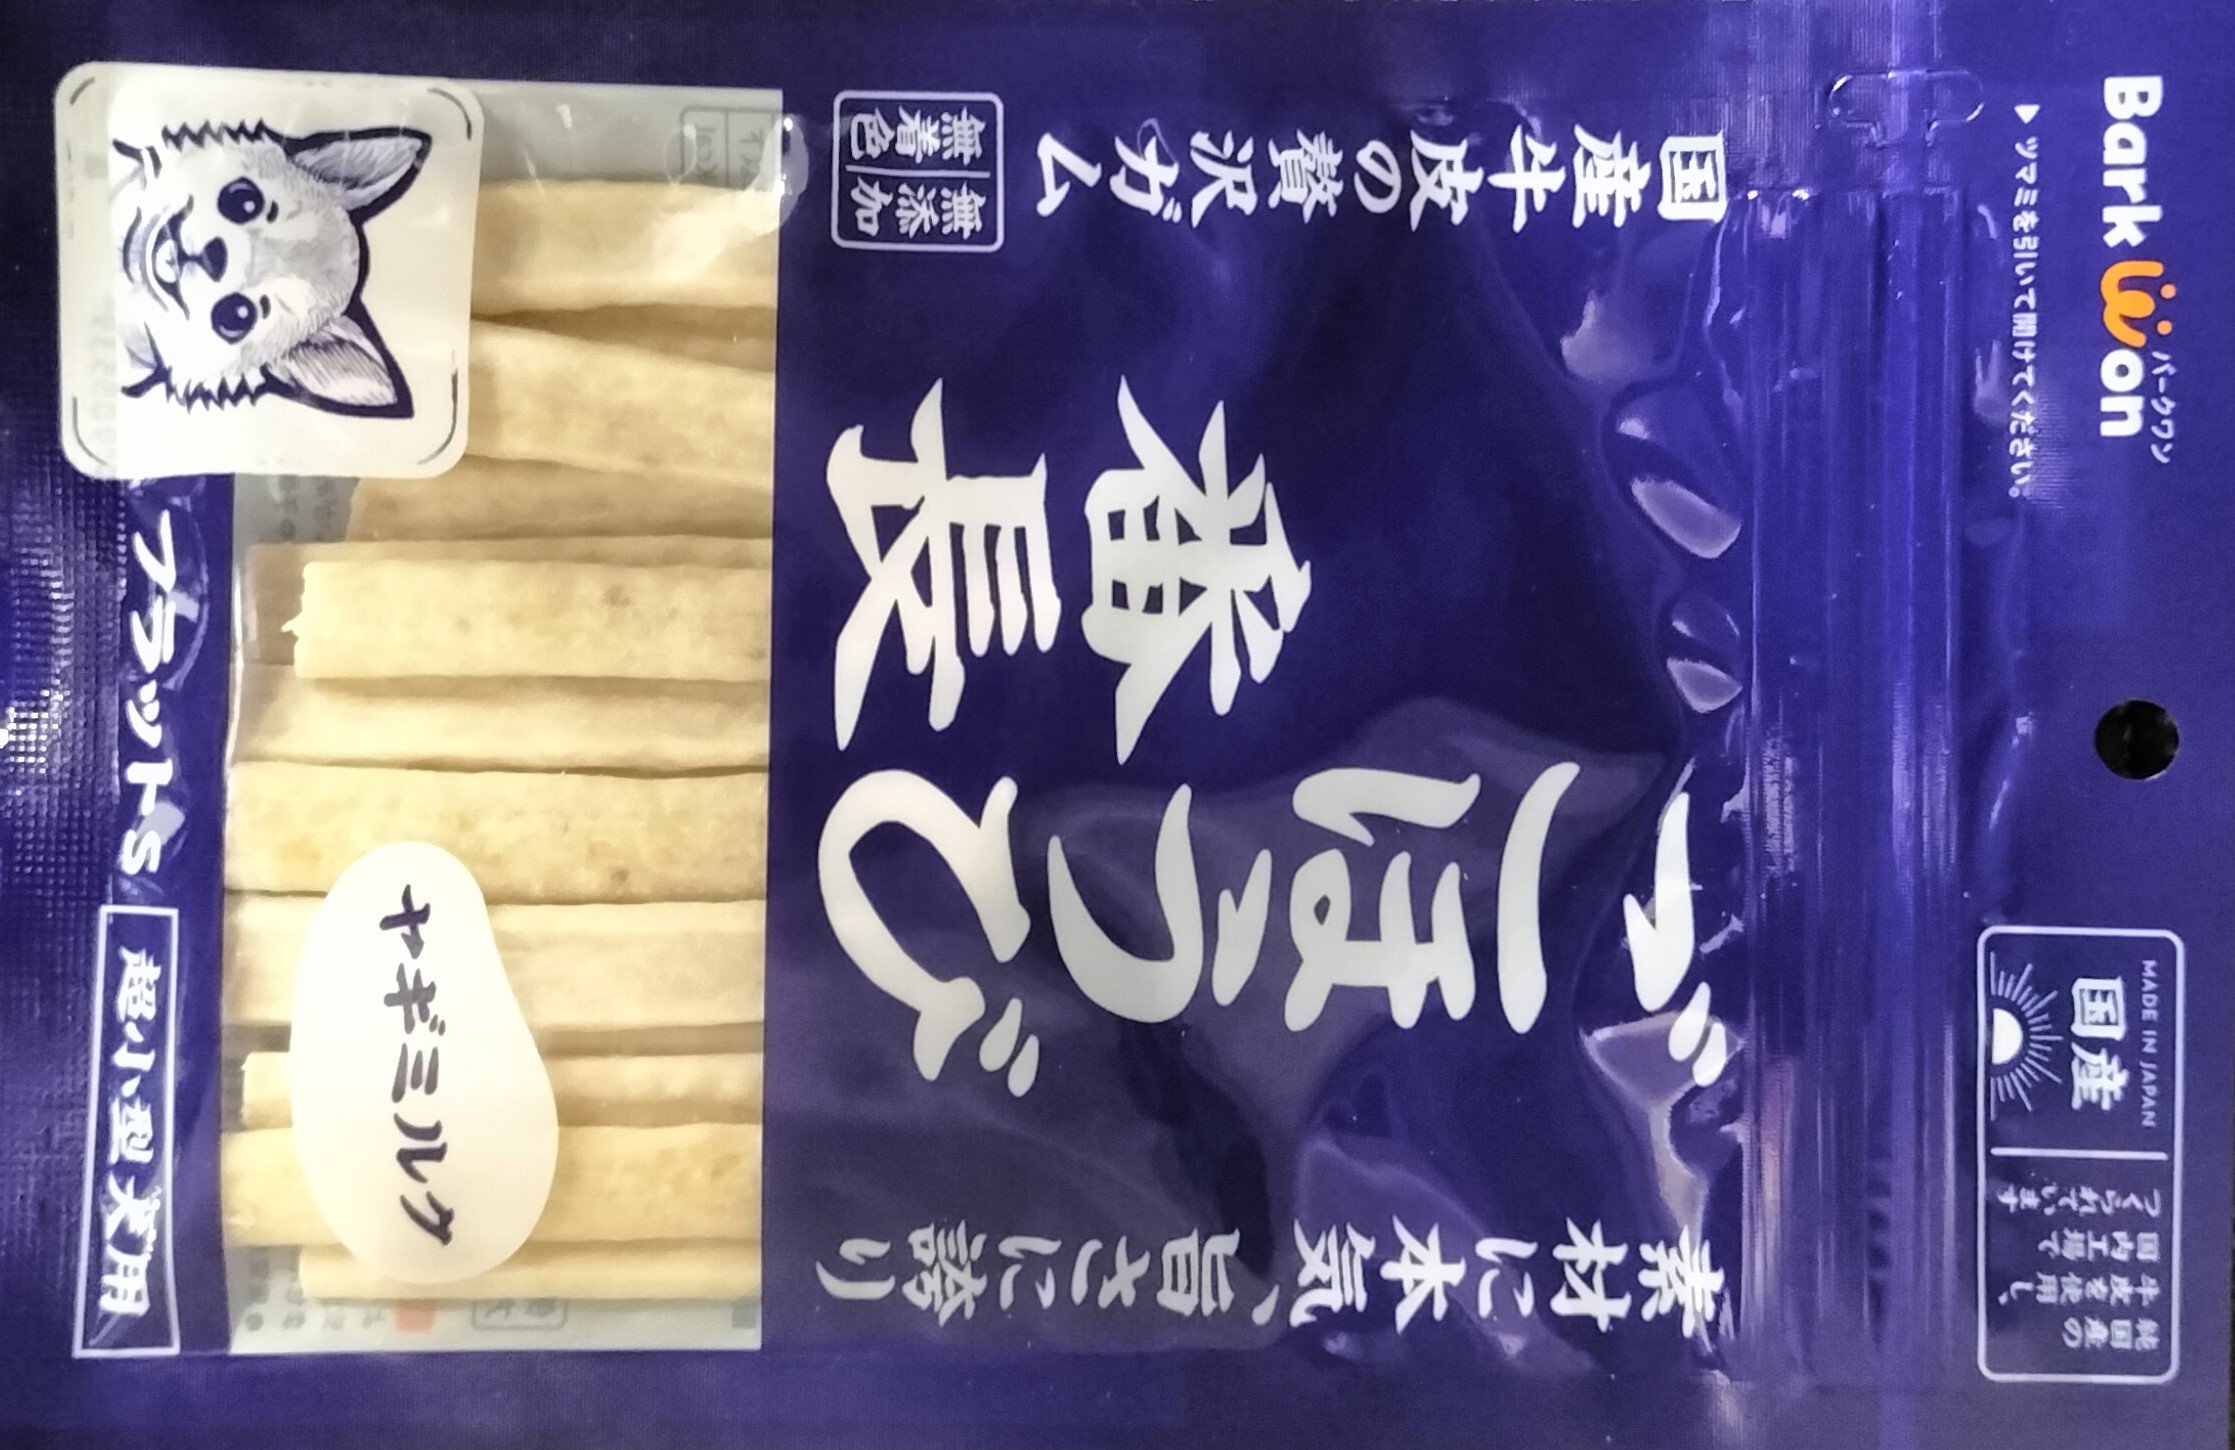 Bark Won
バークワン
▶ツマミを引いて開けてください。
MADE IN JAPAN
国産
純国産の
牛皮を使用し、
国内工場で
つくられています
国産牛皮の贅沢ガム
無着色
無添加
素材に本気、旨さに誇り
ごほうび
番長
ヤギミルク
フラットS
超小型犬用